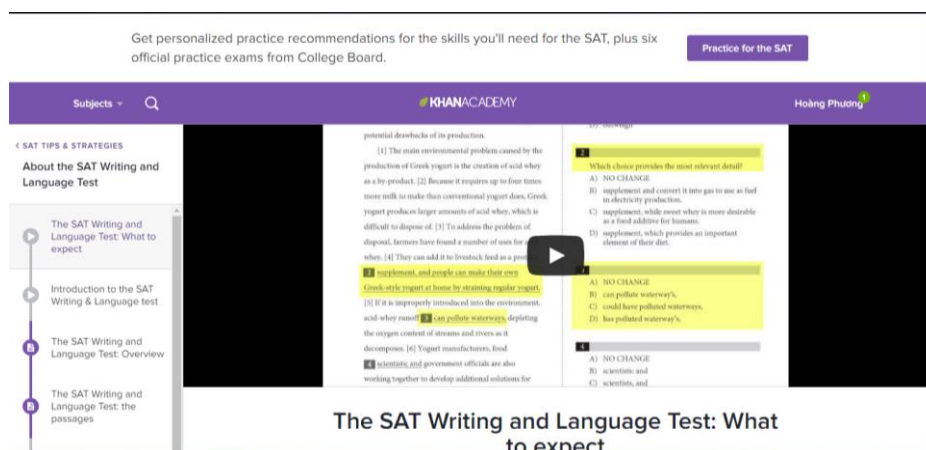 Get personalized practice recommendations for the skills you'll need for the SAT, plus six
official practice exams from College Board.
Practice for the SAT
Subjects
KHANACADEMY
Hoàng Phương
1
< SAT TIPS & STRATEGIES
About the SAT Writing and
Language Test
The SAT Writing and
Language Test: What to
expect
Introduction to the SAT
Writing & Language test
The SAT Writing and
Language Test: Overview
The SAT Writing and
Language Test: the
passages
potential drawbacks of its production.
[1] The main environmental problem caused by the
production of Greek yogurt is the creation of acid whey
as a by-product. [2] Because it requires up to four times
more milk to make than conventional yogurt does, Greek
yogurt produces larger amounts of acid whey, which is
difficult to dispose of. [3] To address the problem of
disposal, farmers have found a number of uses for acid
whey. [4] They can add it to livestock feed as a
2 supplement, and people can make their own
Greek-style yogurt at home by straining regular yogurt.
[5] If it is improperly introduced into the environment,
acid-whey runoff 3 can pollute waterways, depleting
the oxygen content of streams and rivers as it
decomposes. [6] Yogurt manufacturers, food
4 scientists; and government officials are also
working together to develop additional solutions for
2
Which choice provides the most relevant detail?
A) NO CHANGE
B) supplement and convert it into gas to use as fuel
in electricity production.
C) supplement, while sweet whey is more desirable
as a food additive for humans.
D) supplement, which provides an important
element of their diet.
3
A) NO CHANGE
B) can pollute waterway's,
C) could have polluted waterways,
D) has polluted waterway's,
4
A) NO CHANGE
B) scientists: and
C) scientists, and
The SAT Writing and Language Test: What
to expect